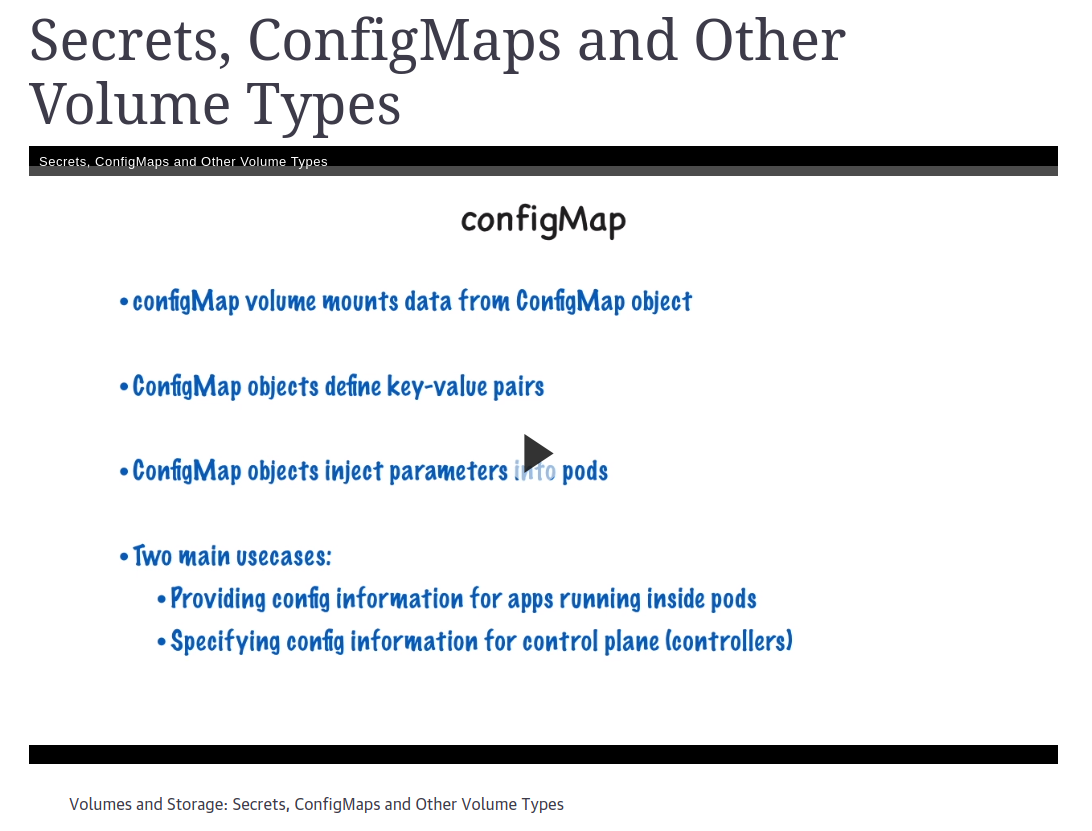 Secrets, ConfigMaps and Other
Volume Types
Secrets, ConfigMaps and Other Volume Types
configMap
• configMap volume mounts data from ConfigMap object
• ConfigMap objects define key-value pairs
• ConfigMap objects inject parameters into pods
• Two main usecases:
• Providing config information for apps running inside pods
• Specifying config information for control plane (controllers)
Volumes and Storage: Secrets, ConfigMaps and Other Volume Types